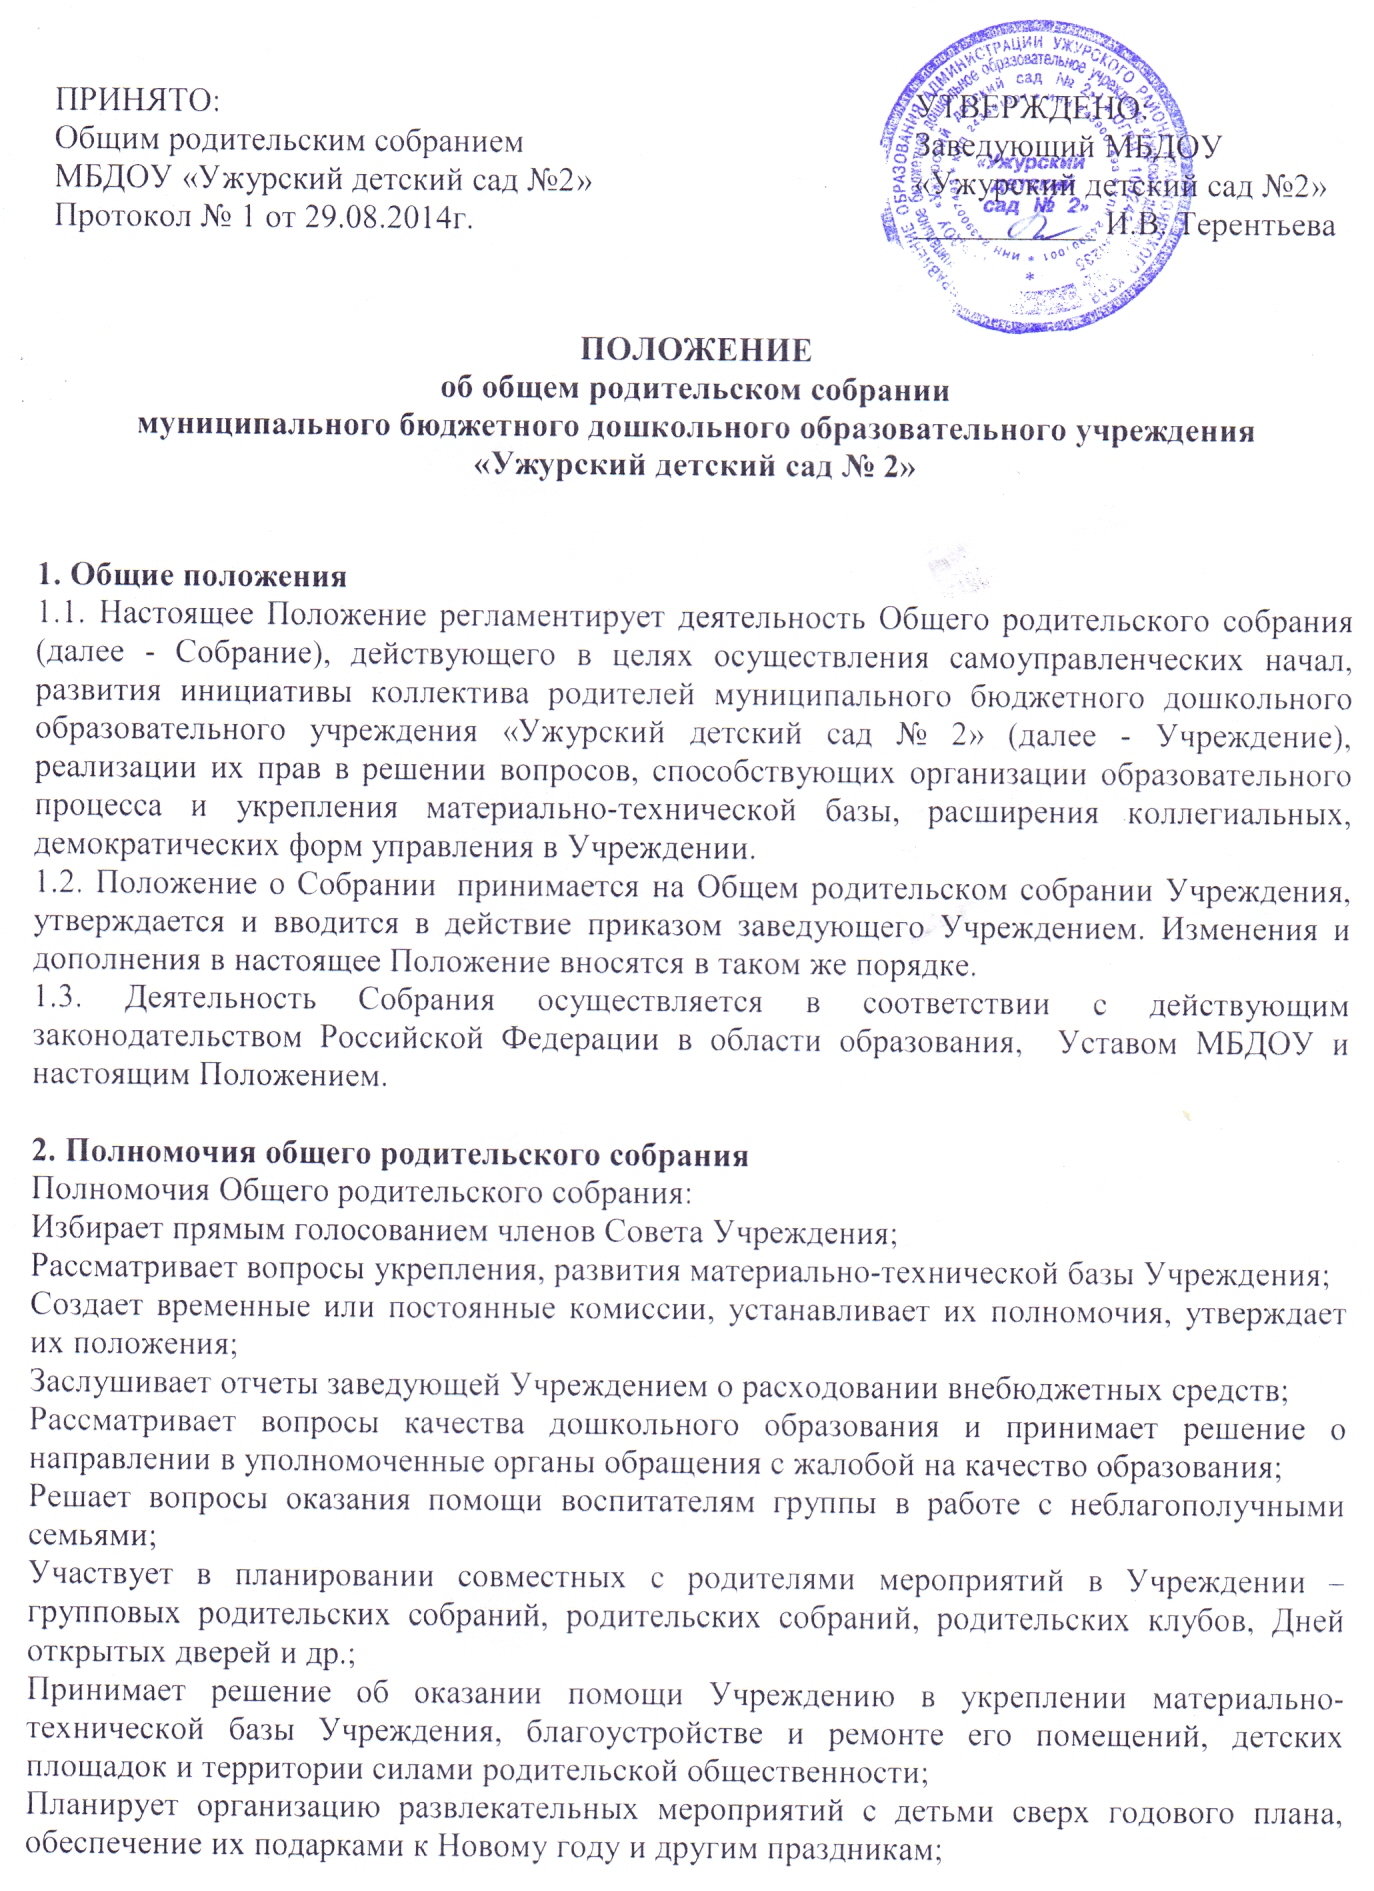 ПРИНЯТО:
Общим родительским собранием
МБДОУ «Ужурский детский сад №2»
Протокол № 1 от 29.08.2014г.
УТВЕРЖДЕНО:
Заведующий МБДОУ
«Ужурский детский сад №2»
И.В. Терентьева
«Ужурский
детский
сад № 2»
ПОЛОЖЕНИЕ
об общем родительском собрании
муниципального бюджетного дошкольного образовательного учреждения
«Ужурский детский сад № 2»
1. Общие положения
1.1. Настоящее Положение регламентирует деятельность Общего родительского собрания
(далее - Собрание), действующего в целях осуществления самоуправленческих начал,
развития инициативы коллектива родителей муниципального бюджетного дошкольного
образовательного учреждения «Ужурский детский сад № 2» (далее - Учреждение),
реализации их прав в решении вопросов, способствующих организации образовательного
процесса и укрепления материально-технической базы, расширения коллегиальных,
демократических форм управления в Учреждении.
1.2. Положение о Собрании принимается на Общем родительском собрании Учреждения,
утверждается и вводится в действие приказом заведующего Учреждением. Изменения и
дополнения в настоящее Положение вносятся в таком же порядке.
1.3. Деятельность Собрания осуществляется в соответствии с действующим
законодательством Российской Федерации в области образования, Уставом МБДОУ и
настоящим Положением.
2. Полномочия общего родительского собрания
Полномочия Общего родительского собрания:
Избирает прямым голосованием членов Совета Учреждения;
Рассматривает вопросы укрепления, развития материально-технической базы Учреждения;
Создает временные или постоянные комиссии, устанавливает их полномочия, утверждает
их положения;
Заслушивает отчеты заведующей Учреждением о расходовании внебюджетных средств;
Рассматривает вопросы качества дошкольного образования и принимает решение о
направлении в уполномоченные органы обращения с жалобой на качество образования;
Решает вопросы оказания помощи воспитателям группы в работе с неблагополучными
семьями;
Участвует в планировании совместных с родителями мероприятий в Учреждении –
групповых родительских собраний, родительских собраний, родительских клубов, Дней
открытых дверей и др.;
Принимает решение об оказании помощи Учреждению в укреплении материально-
технической базы Учреждения, благоустройстве и ремонте его помещений, детских
площадок и территории силами родительской общественности;
Планирует организацию развлекательных мероприятий с детьми сверх годового плана,
обеспечение их подарками к Новому году и другим праздникам;